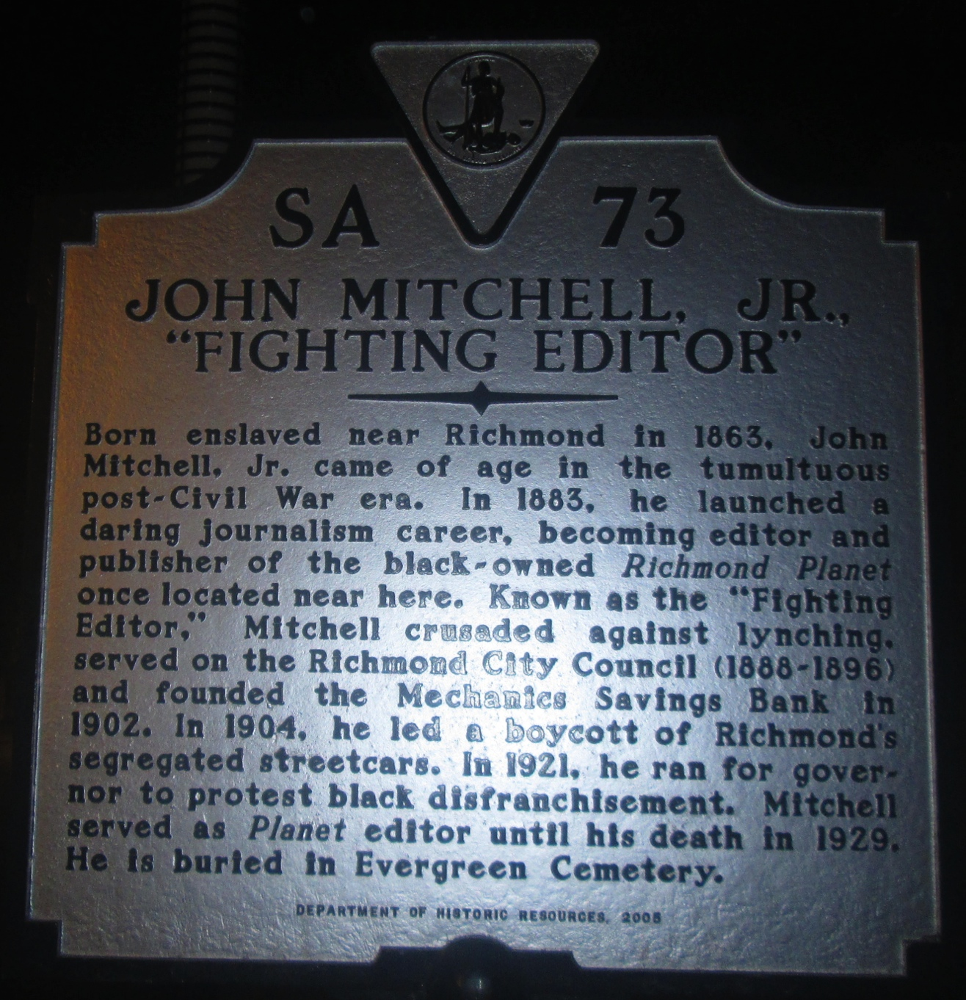 SA 73
JOHN MITCHELL, JR.,
“FIGHTING EDITOR”
Born enslaved near Richmond in 1863, John
Mitchell, Jr. came of age in the tumultuous
post-Civil War era. In 1883, he launched a
daring journalism career, becoming editor and
publisher of the black-owned Richmond Planet
once located near here. Known as the “Fighting
Editor,” Mitchell crusaded against lynching,
served on the Richmond City Council (1888-1896)
and founded the Mechanics Savings Bank in
1902. In 1904, he led a boycott of Richmond's
segregated streetcars. In 1921, he ran for gover-
nor to protest black disfranchisement. Mitchell
served as Planet editor until his death in 1929.
He is buried in Evergreen Cemetery.
DEPARTMENT OF HISTORIC RESOURCES, 2005